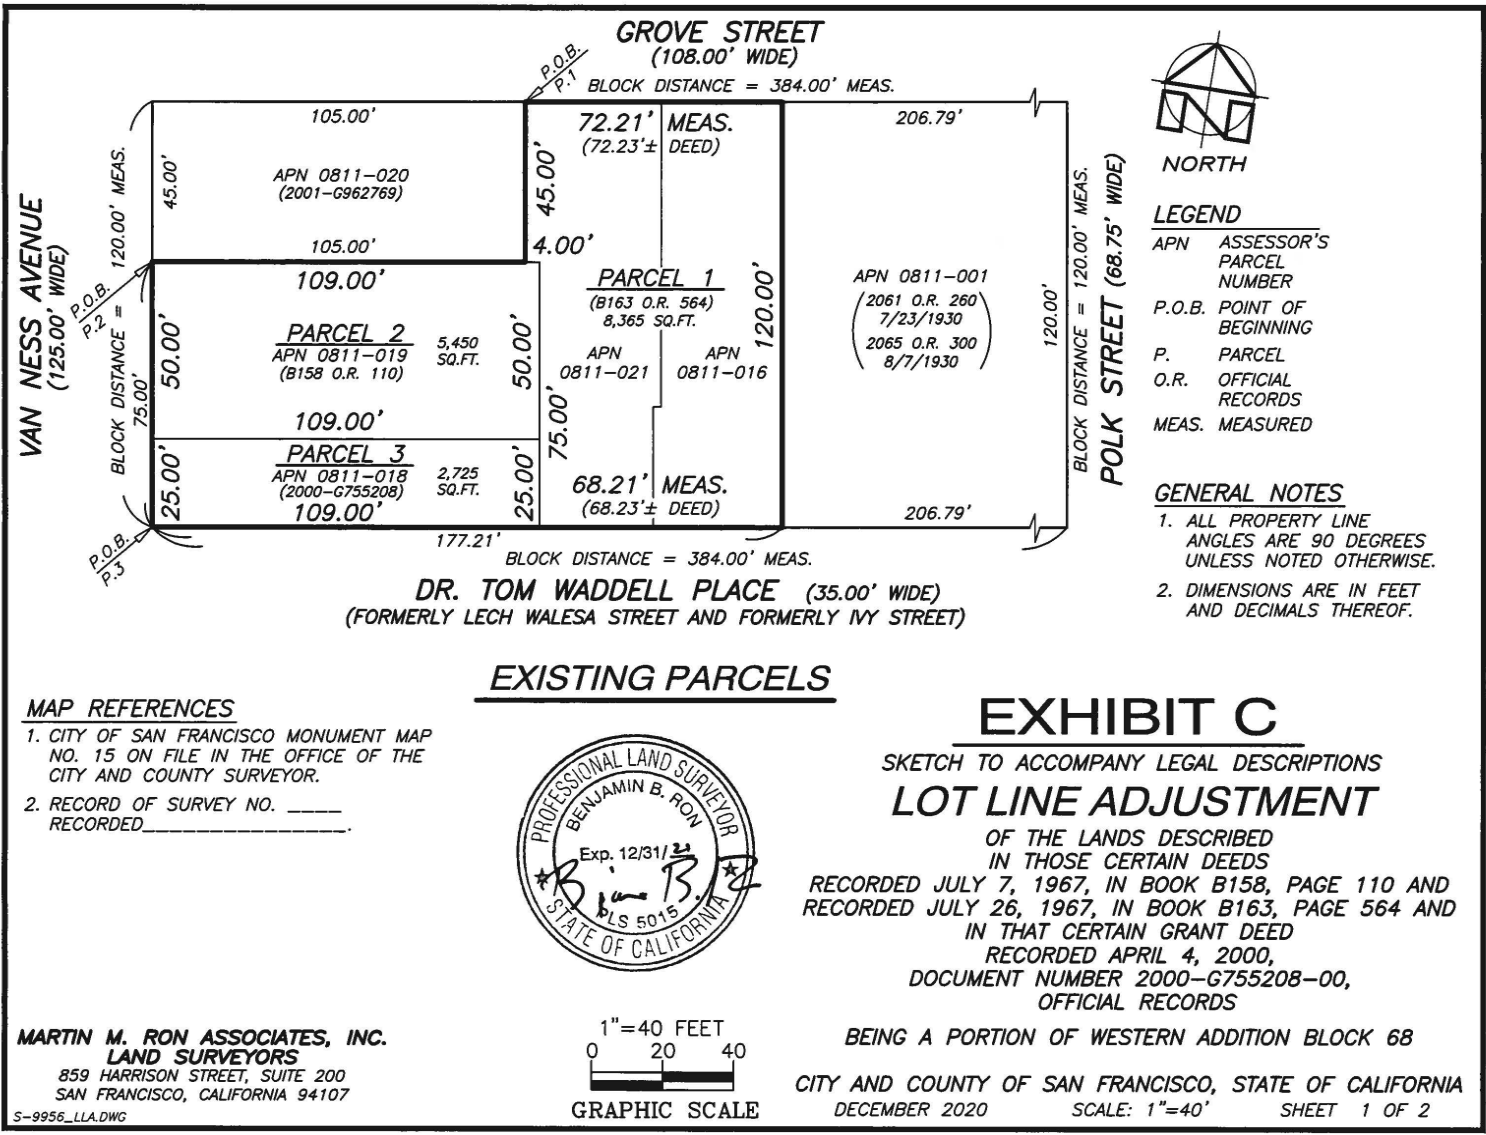 GROVE STREET
(108.00' WIDE)
BLOCK DISTANCE = 384.00' MEAS.
P.O.B.
P.1
105.00'
72.21' MEAS.
(72.23'± DEED)
206.79'
45.00'
APN 0811-020
(2001-G962769)
45.00'
105.00'
4.00'
VAN NESS AVENUE
(125.00' WIDE)
BLOCK DISTANCE = 120.00' MEAS.
P.O.B.
P.2
75.00'
109.00'
50.00'
PARCEL 2
APN 0811-019
(B158 O.R. 110)
5,450
SQ.FT.
50.00'
109.00'
PARCEL 1
(B163 O.R. 564)
8,365 SQ.FT.
APN
0811-021
APN
0811-016
120.00'
75.00'
APN 0811-001
(2061 O.R. 260
7/23/1930
2065 O.R. 300
8/7/1930)
120.00'
BLOCK DISTANCE = 120.00' MEAS.
POLK STREET (68.75' WIDE)
25.00'
PARCEL 3
APN 0811-018
(2000-G755208)
2,725
SQ.FT.
25.00'
109.00'
68.21' MEAS.
(68.23'± DEED)
206.79'
P.O.B.
P.3
177.21'
BLOCK DISTANCE = 384.00' MEAS.
DR. TOM WADDELL PLACE (35.00' WIDE)
(FORMERLY LECH WALESA STREET AND FORMERLY IVY STREET)
NORTH
LEGEND
APN ASSESSOR'S
PARCEL
NUMBER
P.O.B. POINT OF
BEGINNING
P. PARCEL
O.R. OFFICIAL
RECORDS
MEAS. MEASURED
GENERAL NOTES
1. ALL PROPERTY LINE
ANGLES ARE 90 DEGREES
UNLESS NOTED OTHERWISE.
2. DIMENSIONS ARE IN FEET
AND DECIMALS THEREOF.
EXISTING PARCELS
MAP REFERENCES
1. CITY OF SAN FRANCISCO MONUMENT MAP
NO. 15 ON FILE IN THE OFFICE OF THE
CITY AND COUNTY SURVEYOR.
2. RECORD OF SURVEY NO. ____
RECORDED_______________.
PROFESSIONAL LAND SURVEYOR
BENJAMIN B. RON
Exp. 12/31/21
PLS 5015
STATE OF CALIFORNIA
EXHIBIT C
SKETCH TO ACCOMPANY LEGAL DESCRIPTIONS
LOT LINE ADJUSTMENT
OF THE LANDS DESCRIBED
IN THOSE CERTAIN DEEDS
RECORDED JULY 7, 1967, IN BOOK B158, PAGE 110 AND
RECORDED JULY 26, 1967, IN BOOK B163, PAGE 564 AND
IN THAT CERTAIN GRANT DEED
RECORDED APRIL 4, 2000,
DOCUMENT NUMBER 2000-G755208-00,
OFFICIAL RECORDS
BEING A PORTION OF WESTERN ADDITION BLOCK 68
CITY AND COUNTY OF SAN FRANCISCO, STATE OF CALIFORNIA
DECEMBER 2020 SCALE: 1"=40' SHEET 1 OF 2
MARTIN M. RON ASSOCIATES, INC.
LAND SURVEYORS
859 HARRISON STREET, SUITE 200
SAN FRANCISCO, CALIFORNIA 94107
S-9956_LLA.DWG
1"=40 FEET
0 20 40
GRAPHIC SCALE